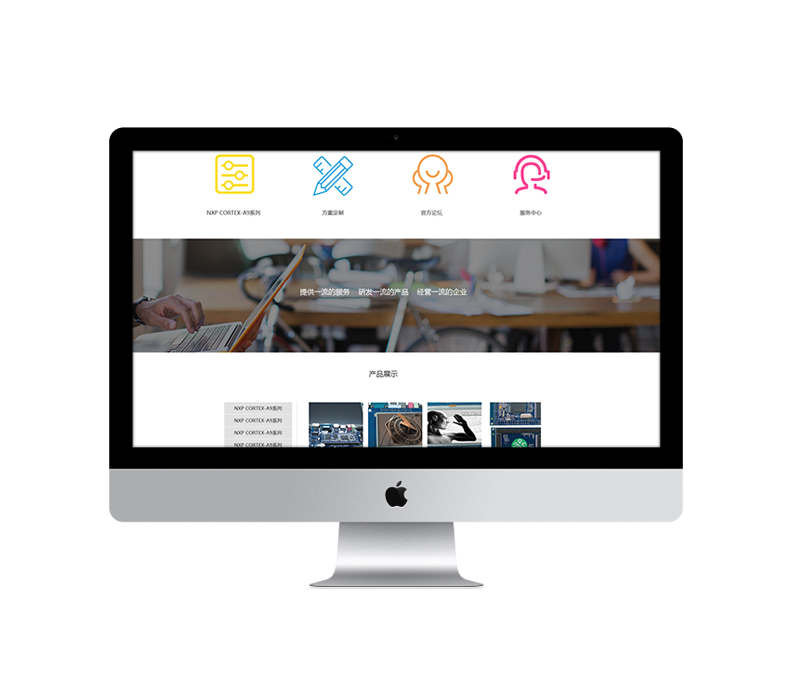 NXP CORTEX-A9系列
方案定制
官方论坛
服务中心
提供一流的服务 研发一流的产品 经营一流的企业
产品展示
NXP CORTEX-A9系列
NXP CORTEX-A9系列
NXP CORTEX-A9系列
NXP CORTEX-A9系列